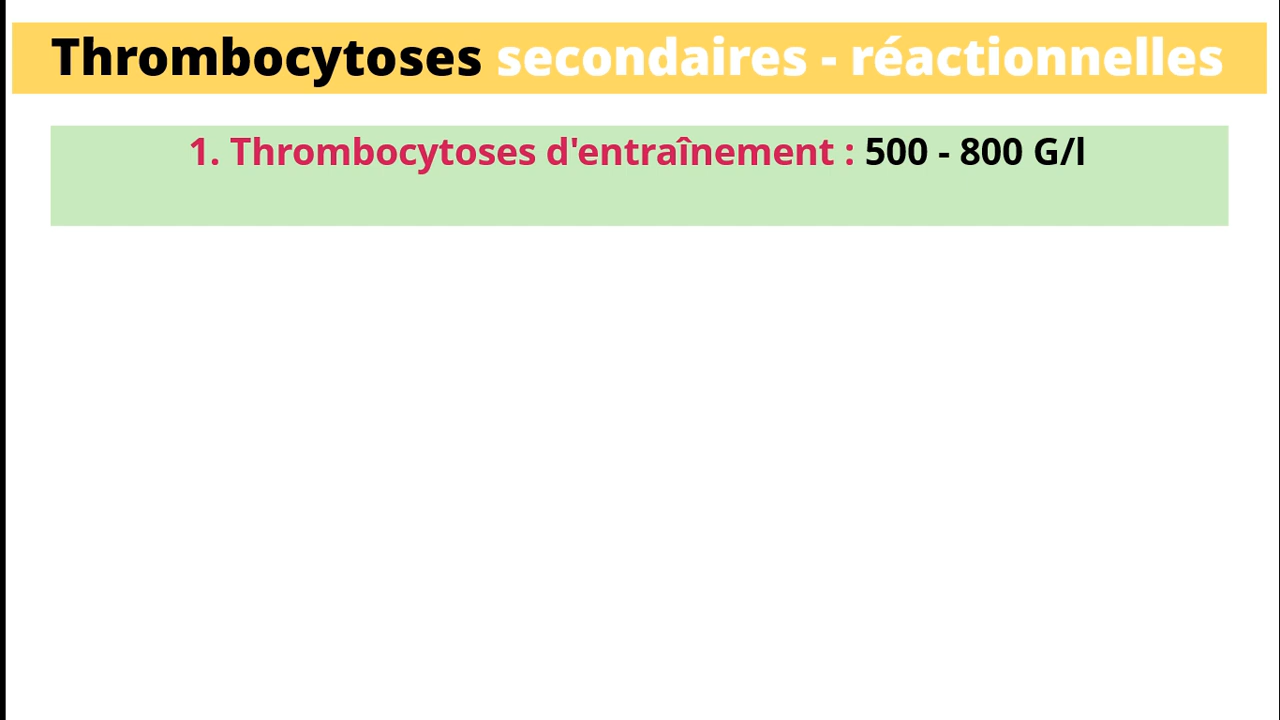 Thrombocytoses secondaires - réactionnelles
1. Thrombocytoses d'entraînement : 500 - 800 G/l